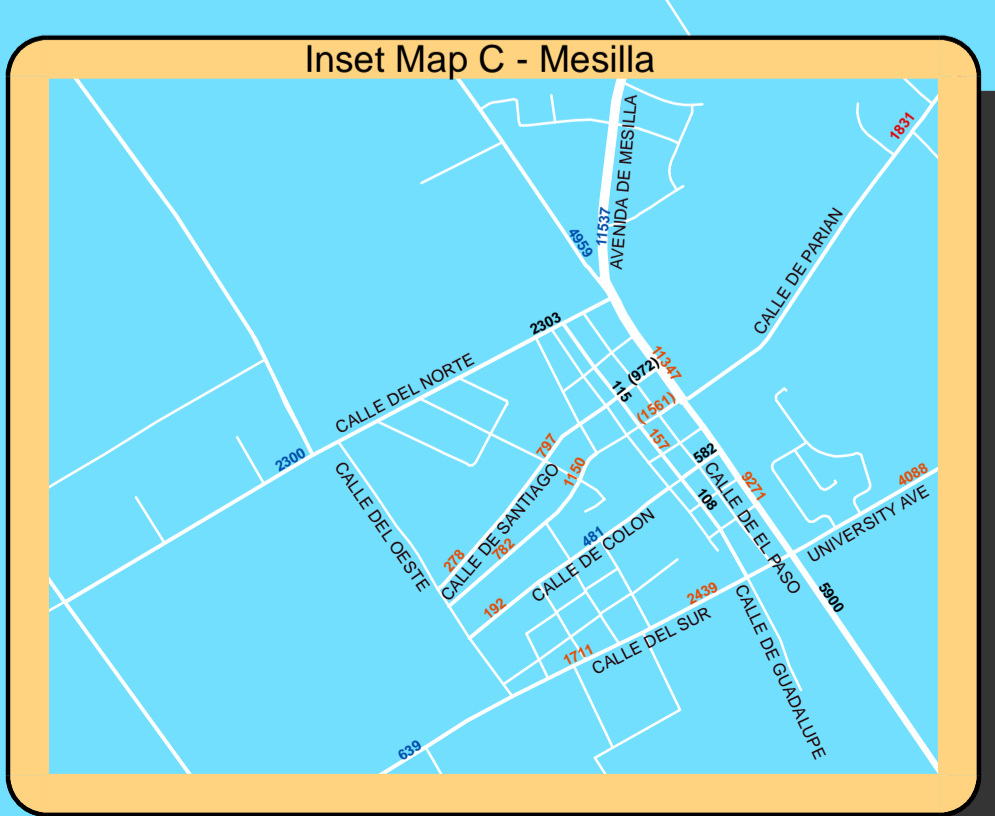 Inset Map C - Mesilla
AVENIDA DE MESILLA
1831
11537
4959
CALLE DE PARIAN
2303
11347
(972)
CALLE DEL NORTE
115
(1561)
797
157
582
2300
1150
CALLE DEL OESTE
CALLE DE SANTIAGO
CALLE DE EL PASO
9271
4088
108
UNIVERSITY AVE
481
CALLE DE COLON
278
782
192
2439
5900
CALLE DE GUADALUPE
CALLE DEL SUR
1711
639